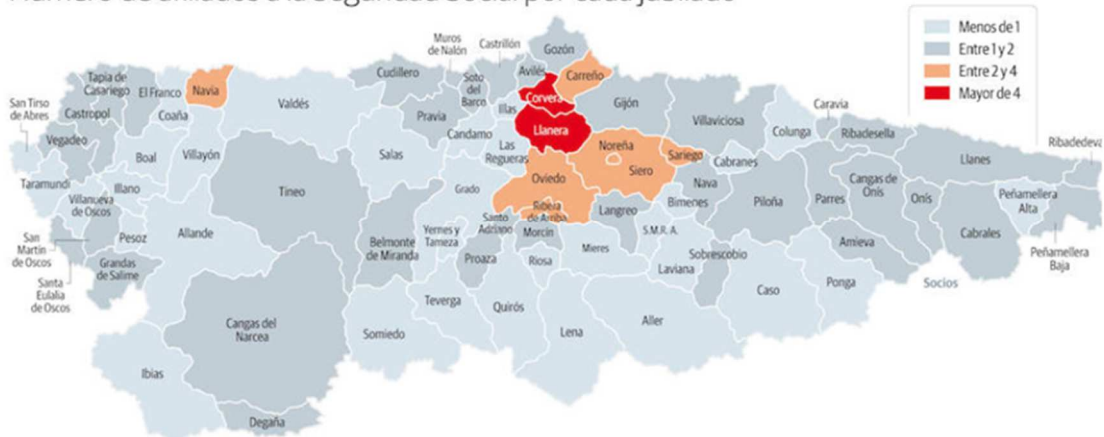 Número de afiliados a la Seguridad Social por cada jubilado
Menos de 1
Entre 1 y 2
Entre 2 y 4
Mayor de 4
Muros
de Nalón
Castrillón
Gozón
Avilés
Carreño
Corvera
Llanera
Gijón
Villaviciosa
Colunga
Caravia
Ribadesella
Llanes
Ribadedeva
Tapia de
Casariego
El Franco
Navia
Castropol
Coaña
Valdés
Cudillero
Soto
del
Barco
Pravia
Illas
Candamo
Las
Regueras
San Tirso
de Abres
Vegadeo
Boal
Villayón
Salas
Noreña
Siero
Sariego
Cabranes
Nava
Bimenes
Piloña
Parres
Cangas de
Onís
Onís
Cabrales
Peñamellera
Alta
Peñamellera
Baja
Taramundi
Villanueva
de Oscos
Illano
Tineo
Grado
Oviedo
Ribera
de Arriba
Langreo
S.M.R.A.
San
Martín
de Oscos
Santa
Eulalia
de Oscos
Pesoz
Grandas
de Salime
Allande
Belmonte
de Miranda
Yernes y
Tameza
Santo
Adriano
Morcín
Proaza
Riosa
Mieres
Laviana
Sobrescobio
Amieva
Ponga
Caso
Socios
Cangas del
Narcea
Somiedo
Teverga
Quirós
Lena
Aller
Ibias
Degaña